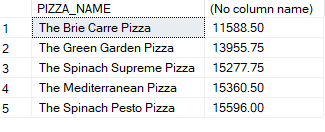 PIZZA_NAME (No column name)
1 The Brie Carre Pizza 11588.50
2 The Green Garden Pizza 13955.75
3 The Spinach Supreme Pizza 15277.75
4 The Mediterranean Pizza 15360.50
5 The Spinach Pesto Pizza 15596.00